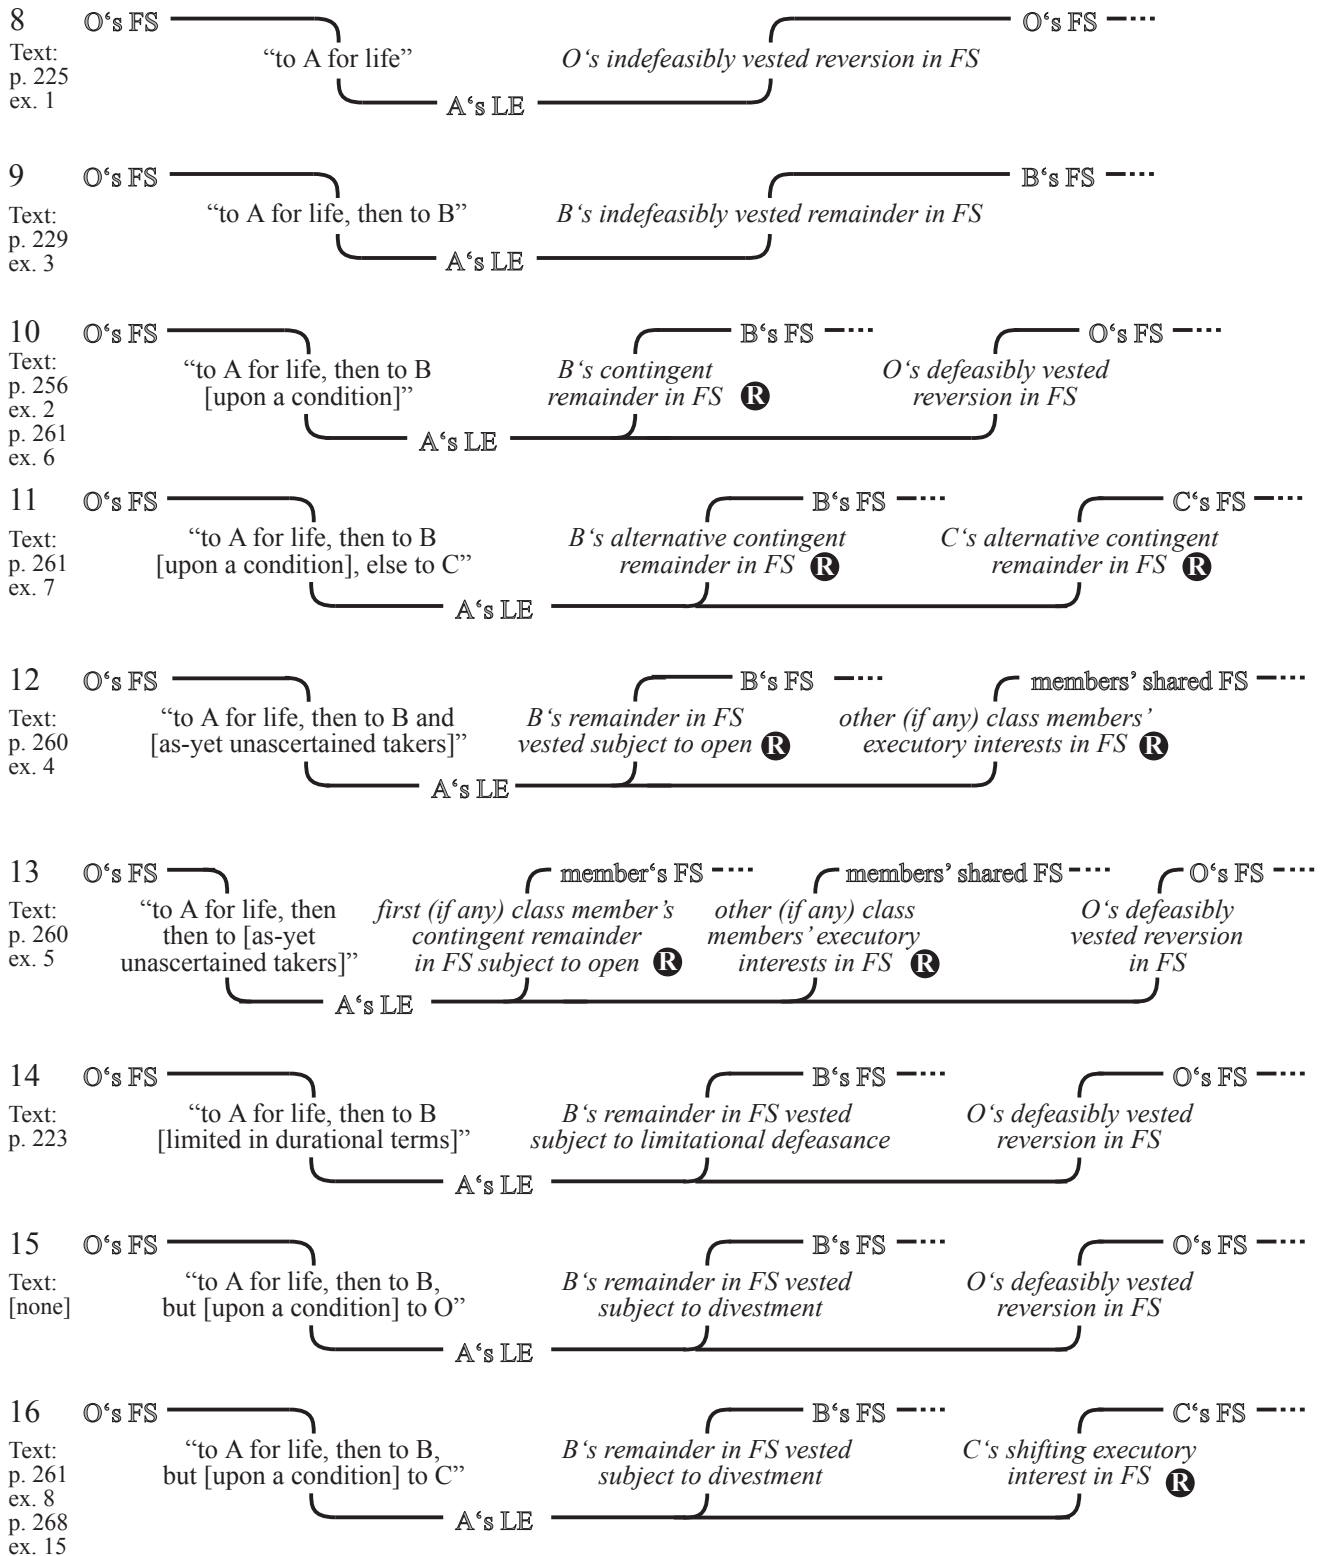 8
O‘s FS
O‘s FS
Text:
p. 225
ex. 1
“to A for life”
O‘s indefeasibly vested reversion in FS
A‘s LE
9
O‘s FS
B‘s FS
Text:
p. 229
ex. 3
“to A for life, then to B”
B‘s indefeasibly vested remainder in FS
A‘s LE
10
O‘s FS
B‘s FS
O‘s FS
Text:
p. 256
ex. 2
p. 261
ex. 6
“to A for life, then to B
[upon a condition]”
B‘s contingent
remainder in FS R
O‘s defeasibly vested
reversion in FS
A‘s LE
11
O‘s FS
B‘s FS
C‘s FS
Text:
p. 261
ex. 7
“to A for life, then to B
[upon a condition], else to C”
B‘s alternative contingent
remainder in FS R
C‘s alternative contingent
remainder in FS R
A‘s LE
12
O‘s FS
B‘s FS
members’ shared FS
Text:
p. 260
ex. 4
“to A for life, then to B and
[as-yet unascertained takers]”
B‘s remainder in FS
vested subject to open R
other (if any) class members’
executory interests in FS R
A‘s LE
13
O‘s FS
member‘s FS
members’ shared FS
O‘s FS
Text:
p. 260
ex. 5
“to A for life, then
then to [as-yet
unascertained takers]”
first (if any) class member’s
contingent remainder
in FS subject to open R
other (if any) class
members’ executory
interests in FS R
O‘s defeasibly
vested reversion
in FS
A‘s LE
14
O‘s FS
B‘s FS
O‘s FS
Text:
p. 223
“to A for life, then to B
[limited in durational terms]”
B‘s remainder in FS vested
subject to limitational defeasance
O‘s defeasibly vested
reversion in FS
A‘s LE
15
O‘s FS
B‘s FS
O‘s FS
Text:
[none]
“to A for life, then to B,
but [upon a condition] to O”
B‘s remainder in FS vested
subject to divestment
O‘s defeasibly vested
reversion in FS
A‘s LE
16
O‘s FS
B‘s FS
C‘s FS
Text:
p. 261
ex. 8
p. 268
ex. 15
“to A for life, then to B,
but [upon a condition] to C”
B‘s remainder in FS vested
subject to divestment
C‘s shifting executory
interest in FS R
A‘s LE